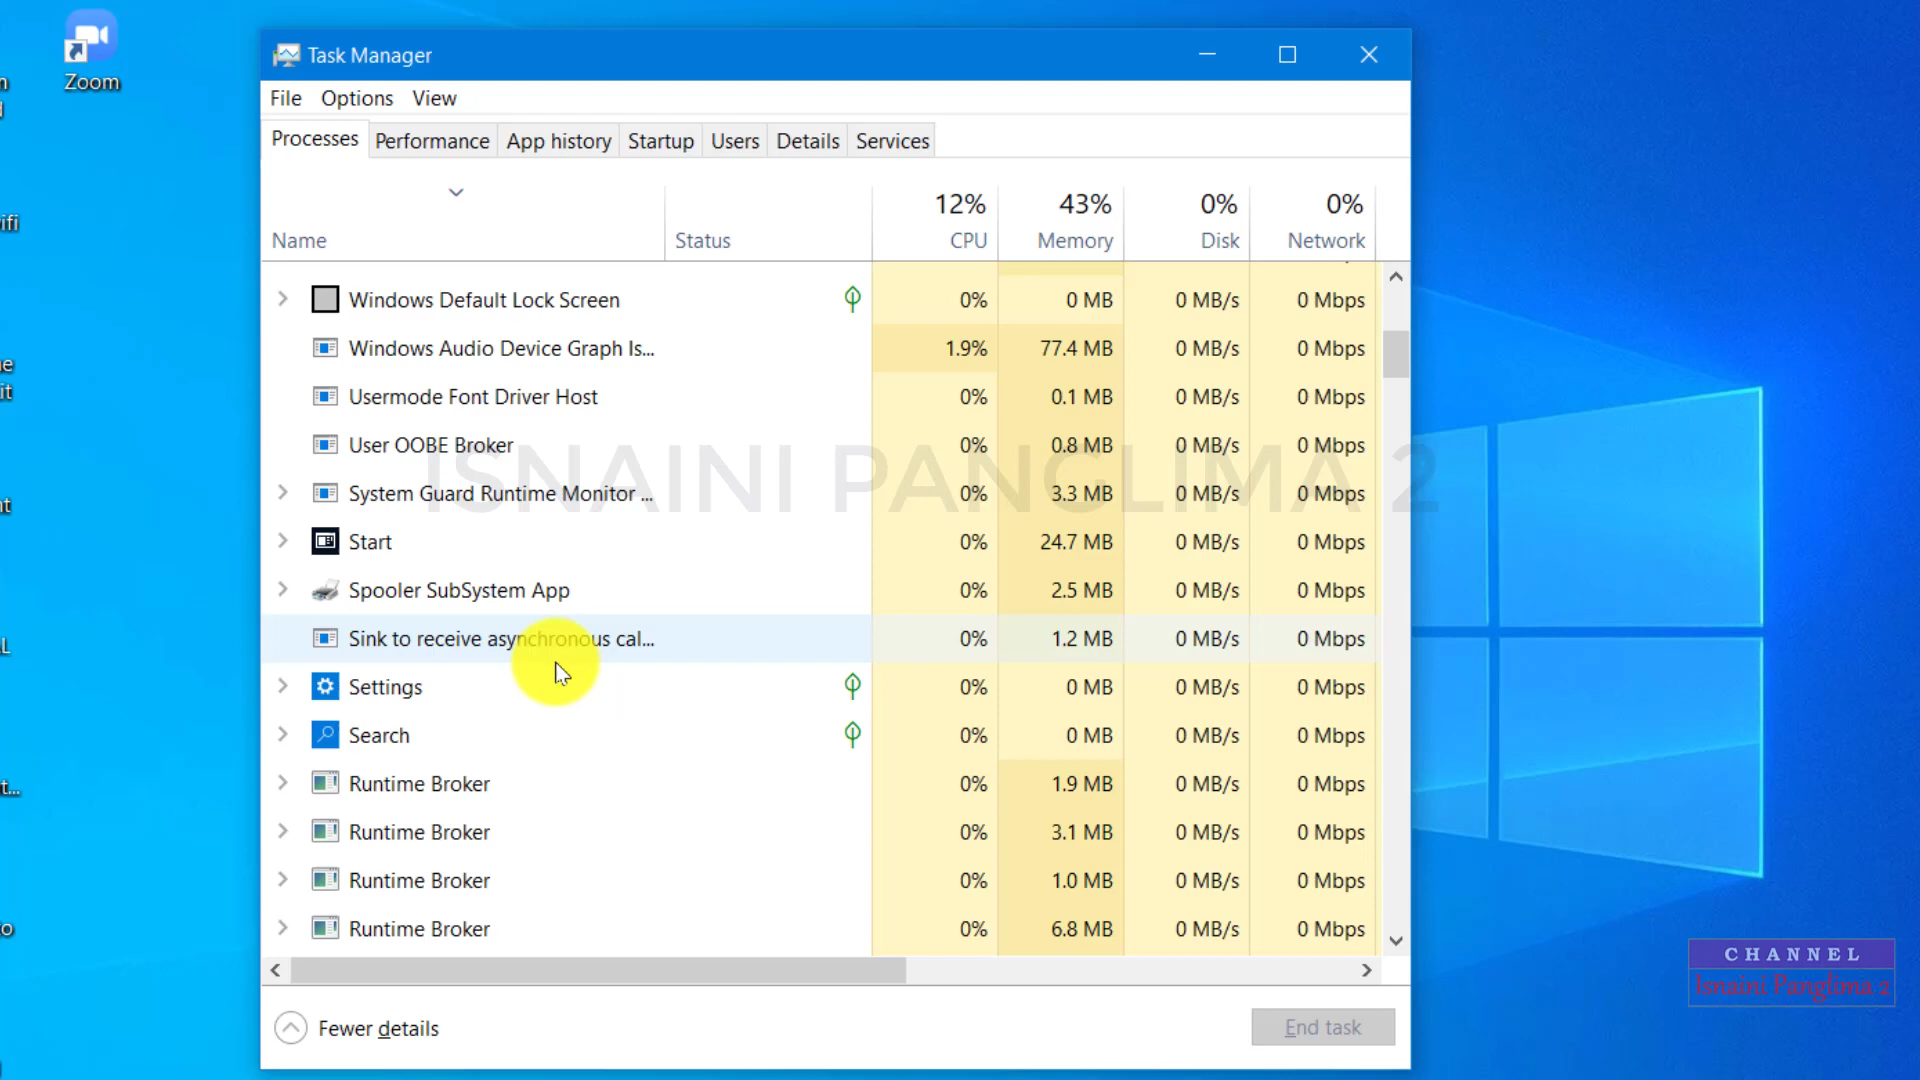 Zoom
Task Manager
File Options View
Processes Performance App history Startup Users Details Services
12% 43% 0% 0%
Name Status CPU Memory Disk Network
Windows Default Lock Screen 0% 0 MB 0 MB/s 0 Mbps
Windows Audio Device Graph Is... 1.9% 77.4 MB 0 MB/s 0 Mbps
Usermode Font Driver Host 0% 0.1 MB 0 MB/s 0 Mbps
User OOBE Broker 0% 0.8 MB 0 MB/s 0 Mbps
ISNAINI PANGLIMA 2
System Guard Runtime Monitor ... 0% 3.3 MB 0 MB/s 0 Mbps
Start 0% 24.7 MB 0 MB/s 0 Mbps
Spooler SubSystem App 0% 2.5 MB 0 MB/s 0 Mbps
Sink to receive asynchronous cal... 0% 1.2 MB 0 MB/s 0 Mbps
Settings 0% 0 MB 0 MB/s 0 Mbps
Search 0% 0 MB 0 MB/s 0 Mbps
Runtime Broker 0% 1.9 MB 0 MB/s 0 Mbps
Runtime Broker 0% 3.1 MB 0 MB/s 0 Mbps
Runtime Broker 0% 1.0 MB 0 MB/s 0 Mbps
Runtime Broker 0% 6.8 MB 0 MB/s 0 Mbps
CHANNEL
Isnaini Panglima 2
Fewer details End task